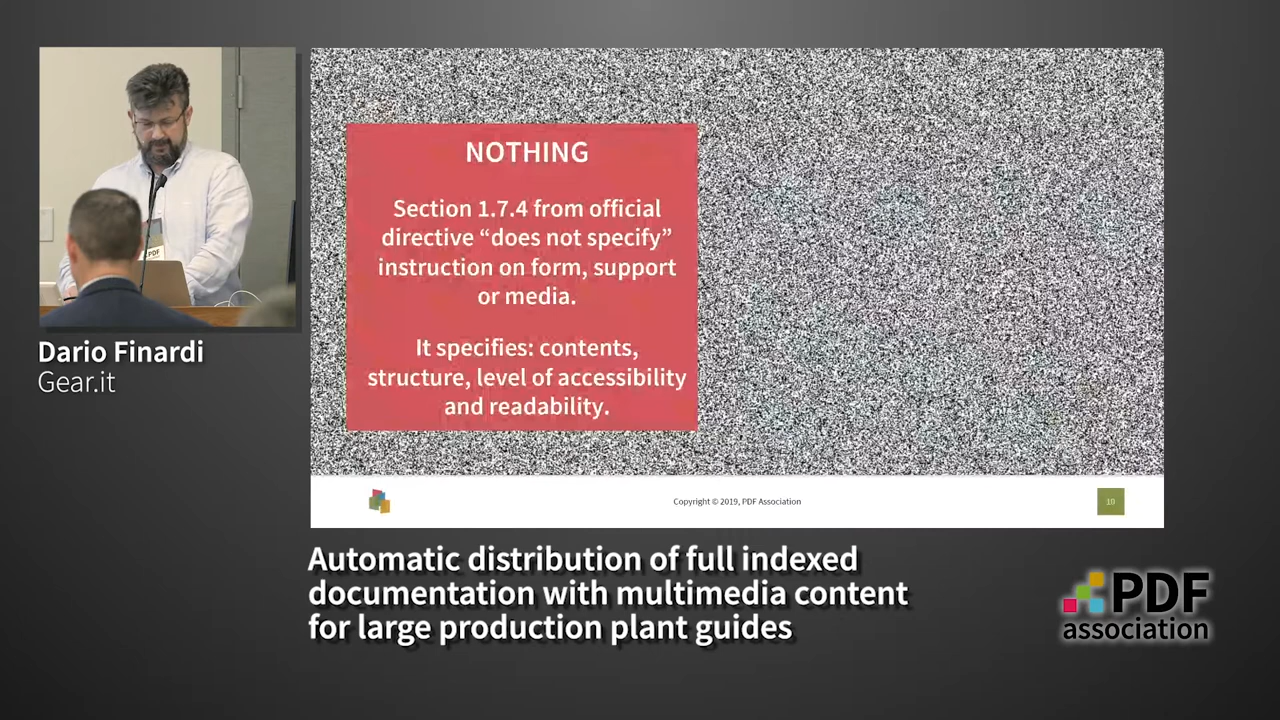 NOTHING
Section 1.7.4 from official
directive “does not specify”
instruction on form, support
or media.
It specifies: contents,
structure, level of accessibility
and readability.
PDF
Dario Finardi
Gear.it
Copyright © 2019, PDF Association
10
Automatic distribution of full indexed
documentation with multimedia content
for large production plant guides
PDF
association